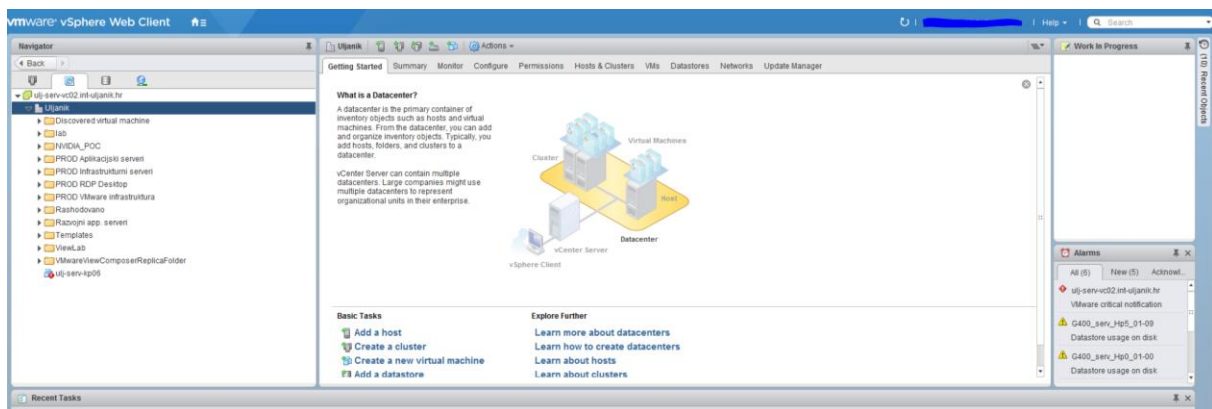 vmware® vSphere Web Client
Help
Search
Navigator
Back
ulj-serv-vc02.int-uljanik.hr
Uljanik
Discovered virtual machine
lab
NVIDIA_POC
PROD Aplikacijski serveri
PROD Infrastrukturni serveri
PROD RDP Desktop
PROD VMware infrastruktura
Rashodovano
Razvojni app. serveri
Templates
ViewLab
VMwareViewComposerReplicaFolder
ulj-serv-kp06
Uljanik
Actions
Getting Started Summary Monitor Configure Permissions Hosts & Clusters VMs Datastores Networks Update Manager
What is a Datacenter?
A datacenter is the primary container of
inventory objects such as hosts and virtual
machines. From the datacenter, you can add
and organize inventory objects. Typically, you
add hosts, folders, and clusters to a
datacenter.
vCenter Server can contain multiple
datacenters. Large companies might use
multiple datacenters to represent
organizational units in their enterprise.
Virtual Machines
Cluster
Host
Datacenter
vCenter Server
vSphere Client
Basic Tasks
Add a host
Create a cluster
Create a new virtual machine
Add a datastore
Explore Further
Learn more about datacenters
Learn how to create datacenters
Learn about hosts
Learn about clusters
Work In Progress
Alarms
All (6) New (5) Acknowl...
ulj-serv-vc02.int-uljanik.hr
VMware critical notification
G400_serv_Hp5_01-09
Datastore usage on disk
G400_serv_Hp0_01-00
Datastore usage on disk
(10) Recent Objects
Recent Tasks